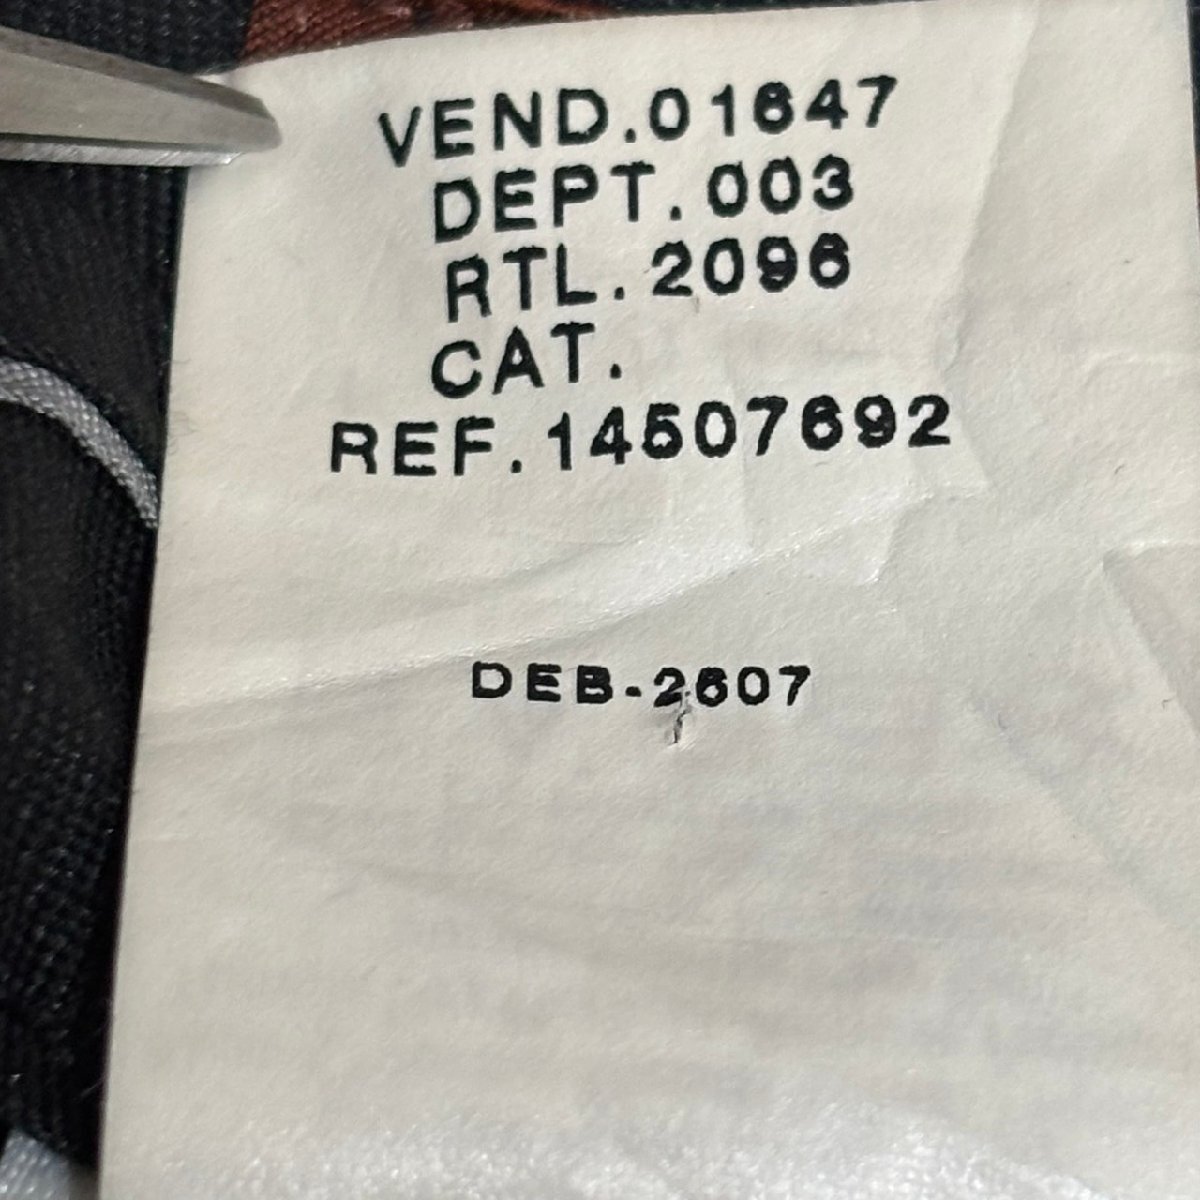 VEND.01647
DEPT.003
RTL.2096
CAT.
REF.14507692
DEB-2607